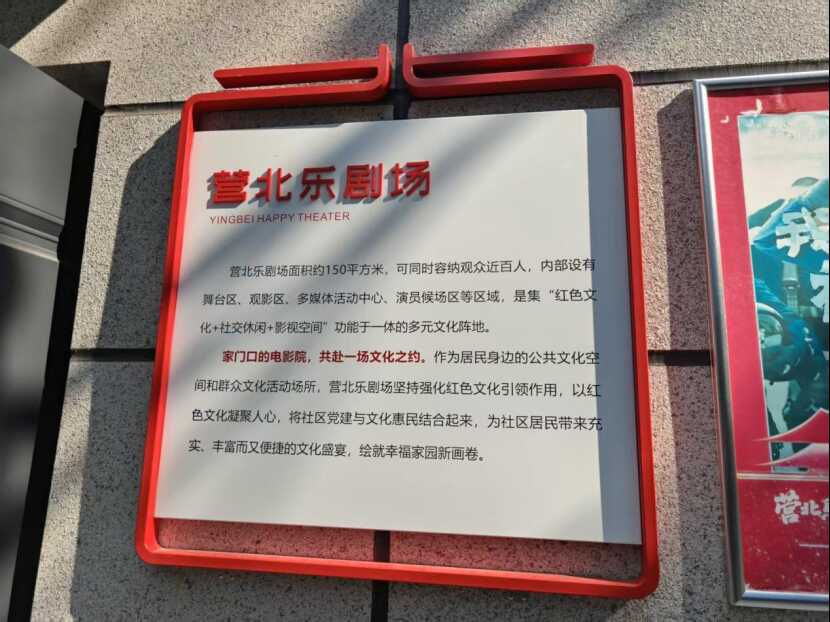 营北乐剧场
YINGBEI HAPPY THEATER
营北乐剧场面积约150平方米，可同时容纳观众近百人，内部设有
舞台区、观影区、多媒体活动中心、演员候场区等区域，是集“红色文
化+社交休闲+影视空间”功能于一体的多元文化阵地。
家门口的电影院，共赴一场文化之约。作为居民身边的公共文化空
间和群众文化活动场所，营北乐剧场坚持强化红色文化引领作用，以红
色文化凝聚人心，将社区党建与文化惠民结合起来，为社区居民带来充
实、丰富而又便捷的文化盛宴，绘就幸福家园新画卷。
营北